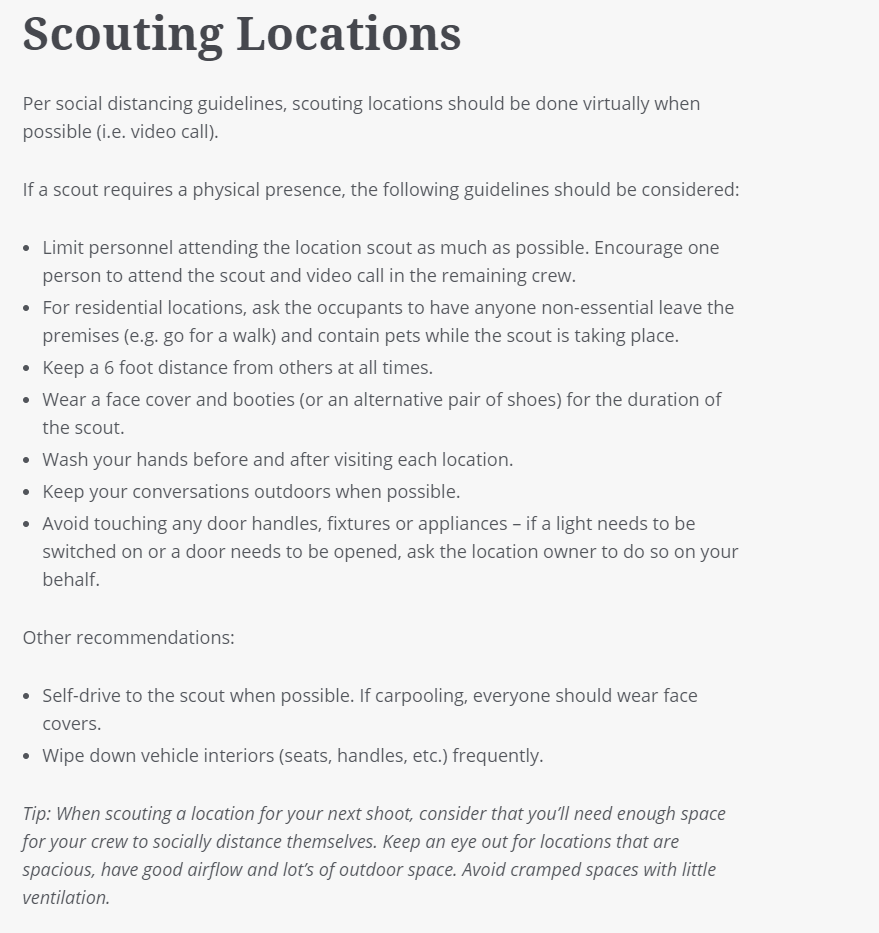 Scouting Locations
Per social distancing guidelines, scouting locations should be done virtually when
possible (i.e. video call).
If a scout requires a physical presence, the following guidelines should be considered:
• Limit personnel attending the location scout as much as possible. Encourage one
person to attend the scout and video call in the remaining crew.
• For residential locations, ask the occupants to have anyone non-essential leave the
premises (e.g. go for a walk) and contain pets while the scout is taking place.
• Keep a 6 foot distance from others at all times.
• Wear a face cover and booties (or an alternative pair of shoes) for the duration of
the scout.
• Wash your hands before and after visiting each location.
• Keep your conversations outdoors when possible.
• Avoid touching any door handles, fixtures or appliances – if a light needs to be
switched on or a door needs to be opened, ask the location owner to do so on your
behalf.
Other recommendations:
• Self-drive to the scout when possible. If carpooling, everyone should wear face
covers.
• Wipe down vehicle interiors (seats, handles, etc.) frequently.
Tip: When scouting a location for your next shoot, consider that you’ll need enough space
for your crew to socially distance themselves. Keep an eye out for locations that are
spacious, have good airflow and lot’s of outdoor space. Avoid cramped spaces with little
ventilation.